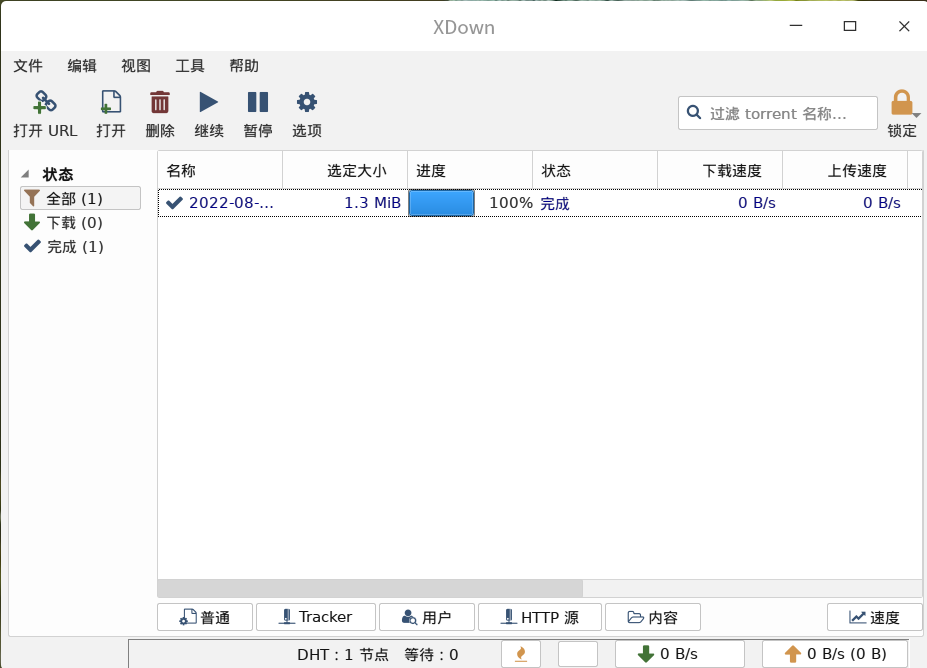 XDown
文件 编辑 视图 工具 帮助
打开 URL 打开 删除 继续 暂停 选项 过滤 torrent 名称... 锁定
状态
全部 (1)
下载 (0)
完成 (1)
名称 选定大小 进度 状态 下载速度 上传速度
2022-08-... 1.3 MiB 100% 完成 0 B/s 0 B/s
普通 Tracker 用户 HTTP 源 内容 速度
DHT : 1 节点 等待 : 0 0 B/s 0 B/s (0 B)